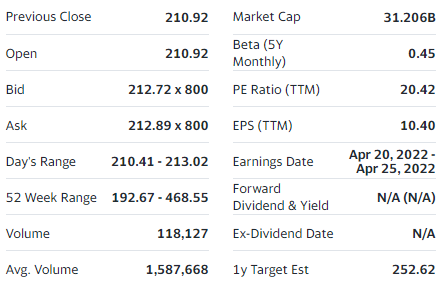 Previous Close 210.92
Open 210.92
Bid 212.72 x 800
Ask 212.89 x 800
Day's Range 210.41 - 213.02
52 Week Range 192.67 - 468.55
Volume 118,127
Avg. Volume 1,587,668
Market Cap 31.206B
Beta (5Y
Monthly) 0.45
PE Ratio (TTM) 20.42
EPS (TTM) 10.40
Earnings Date Apr 20, 2022 -
Apr 25, 2022
Forward
Dividend & Yield N/A (N/A)
Ex-Dividend Date N/A
1y Target Est 252.62